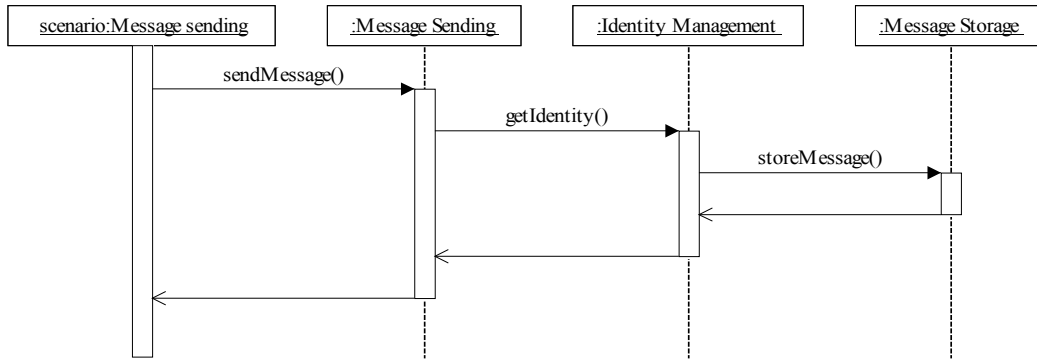 scenario:Message sending
:Message Sending
:Identity Management
:Message Storage
sendMessage()
getIdentity()
storeMessage()